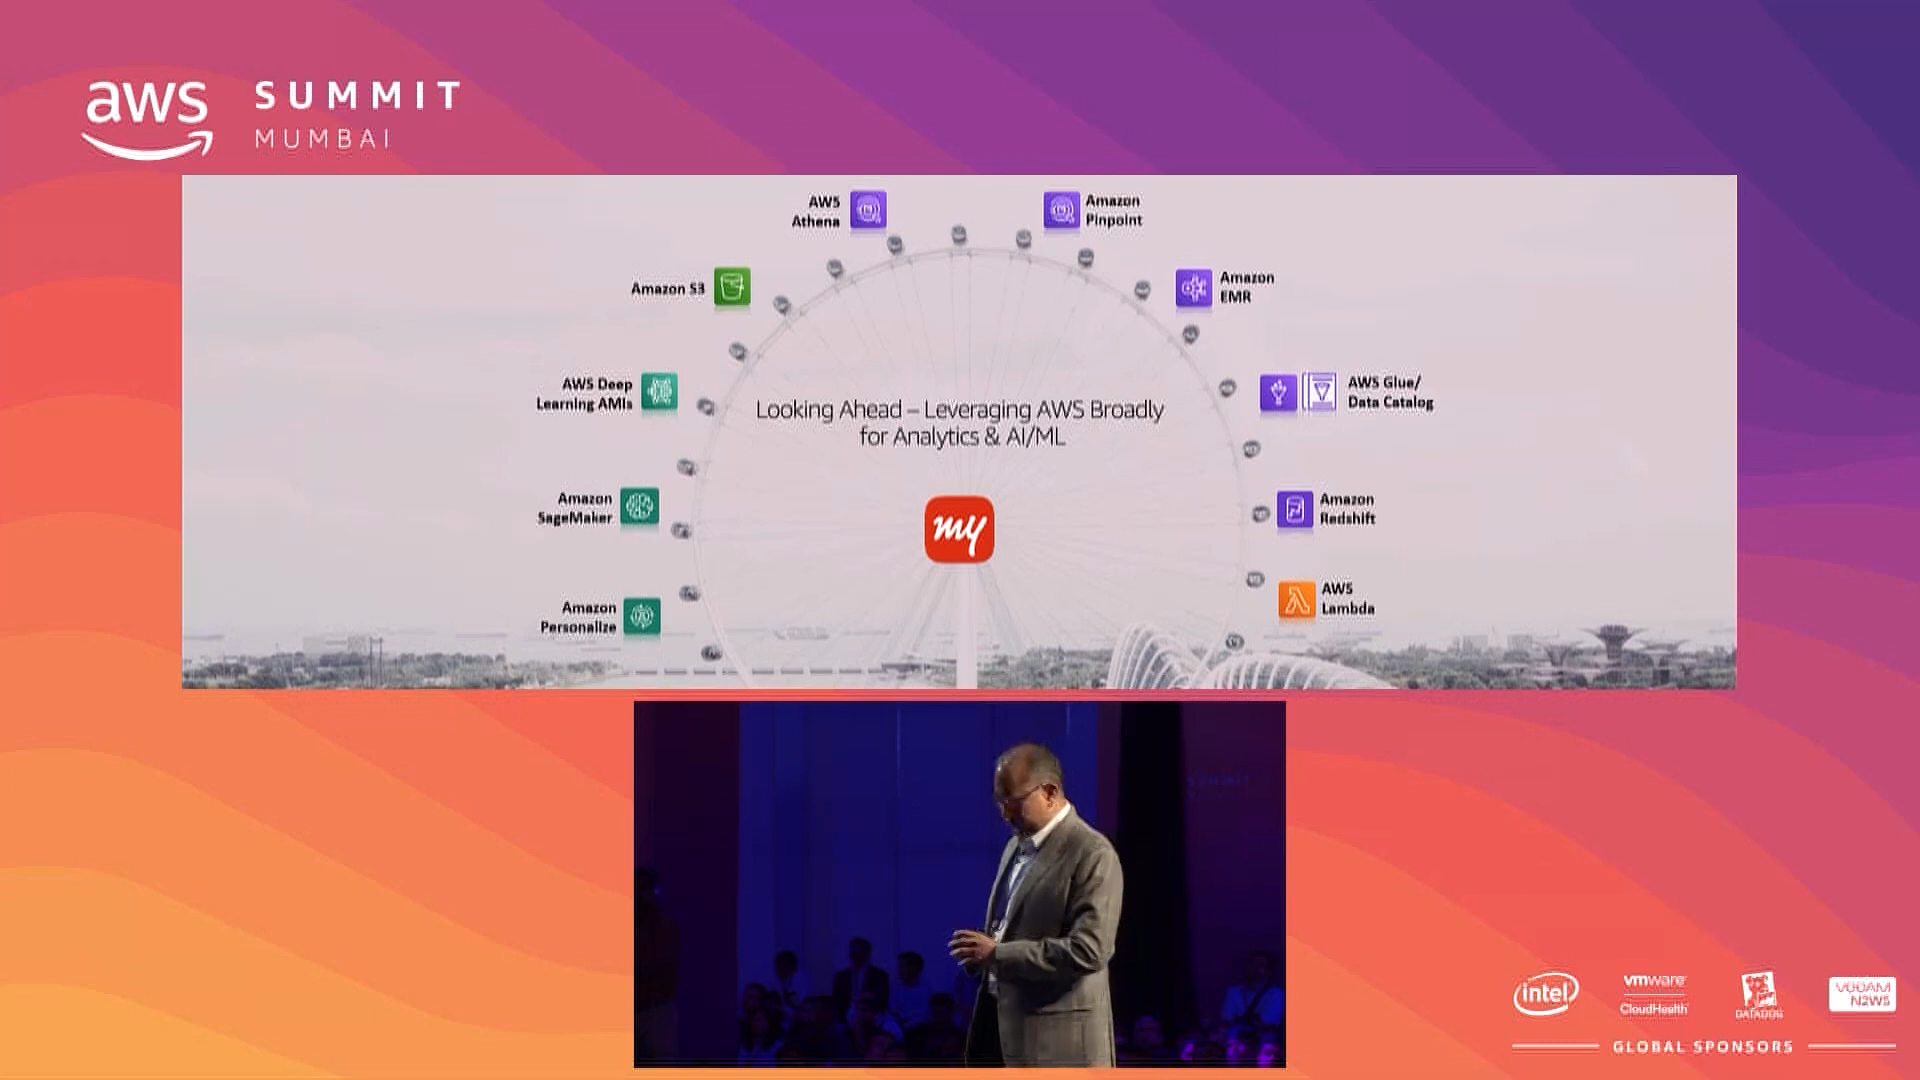 aws
SUMMIT
MUMBAI
AWS
Athena
Amazon
Pinpoint
Amazon S3
Amazon
EMR
AWS Deep
Learning AMIs
AWS Glue/
Data Catalog
Looking Ahead – Leveraging AWS Broadly
for Analytics & AI/ML
Amazon
SageMaker
my
Amazon
Redshift
Amazon
Personalize
AWS
Lambda
SUMMIT
intel
vmware
CloudHealth
DATADOG
VEEAM
N2WS
GLOBAL SPONSORS